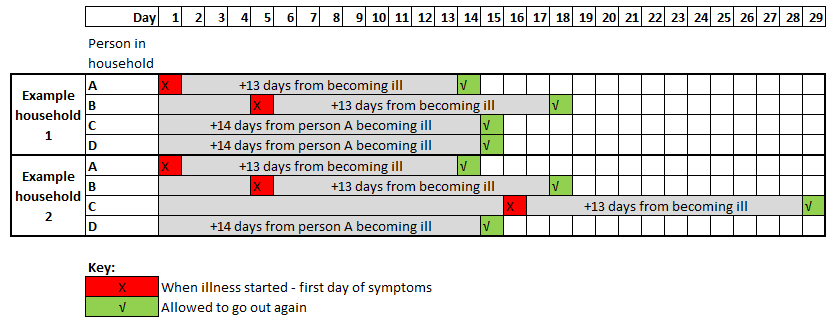 Day 1 2 3 4 5 6 7 8 9 10 11 12 13 14 15 16 17 18 19 20 21 22 23 24 25 26 27 28 29
Person in
household
Example
household
1
A X +13 days from becoming ill √
B X +13 days from becoming ill √
C +14 days from person A becoming ill √
D +14 days from person A becoming ill √
Example
household
2
A X +13 days from becoming ill √
B X +13 days from becoming ill √
C X +13 days from becoming ill √
D +14 days from person A becoming ill √
Key:
X When illness started - first day of symptoms
√ Allowed to go out again